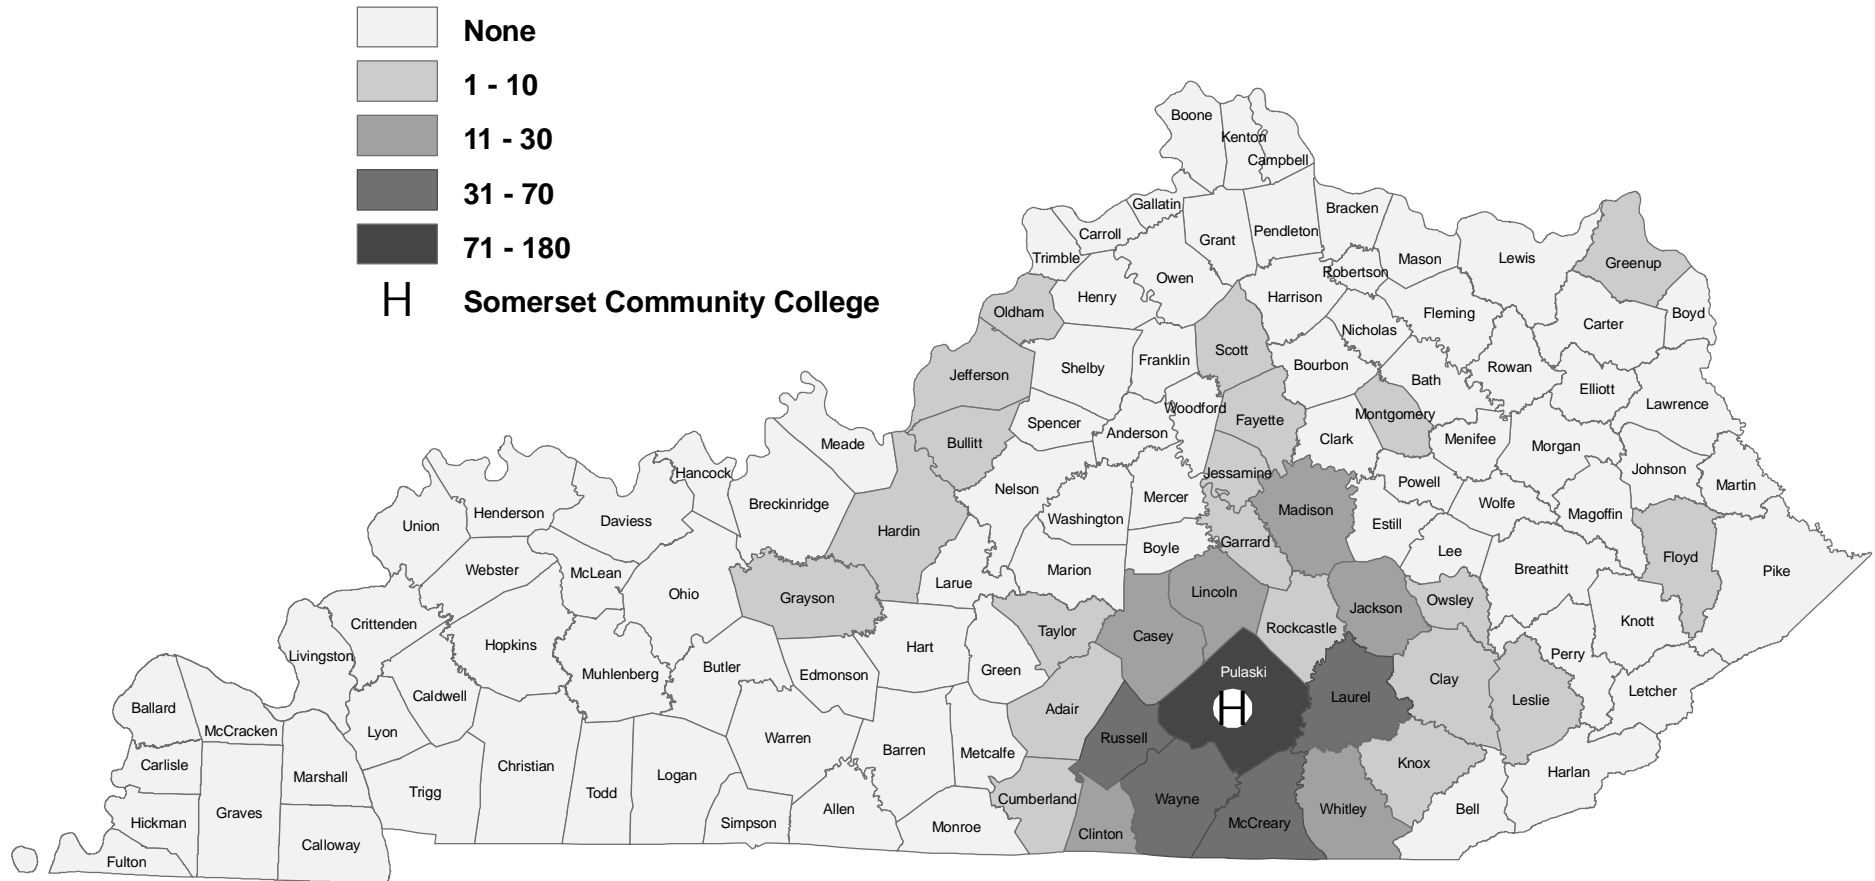 None
1 - 10
11 - 30
31 - 70
71 - 180
H Somerset Community College
Boone
Kenton
Campbell
Gallatin
Bracken
Carroll
Pendleton
Grant
Trimble
Mason
Lewis
Greenup
Robertson
Owen
Henry
Harrison
Oldham
Fleming
Boyd
Carter
Nicholas
Scott
Franklin
Bourbon
Shelby
Rowan
Jefferson
Bath
Elliott
Lawrence
Woodford
Montgomery
Fayette
Spencer
Anderson
Clark
Menifee
Bullitt
Meade
Morgan
Johnson
Hancock
Jessamine
Powell
Martin
Nelson
Mercer
Breckinridge
Wolfe
Madison
Henderson
Magoffin
Washington
Daviess
Estill
Union
Hardin
Garrard
Boyle
Lee
Floyd
Webster
McLean
Marion
Breathitt
Pike
Larue
Ohio
Lincoln
Grayson
Owsley
Jackson
Crittenden
Knott
Rockcastle
Taylor
Casey
Hopkins
Hart
Livingston
Perry
Butler
Green
Pulaski
Muhlenberg
Edmonson
Clay
Letcher
Caldwell
Laurel
Leslie
Ballard
Adair
H
McCracken
Lyon
Warren
Russell
Barren
Metcalfe
Carlisle
Christian
Knox
Harlan
Marshall
Logan
Trigg
Todd
Cumberland
Wayne
Allen
Whitley
Bell
Graves
Hickman
Simpson
McCreary
Monroe
Clinton
Calloway
Fulton